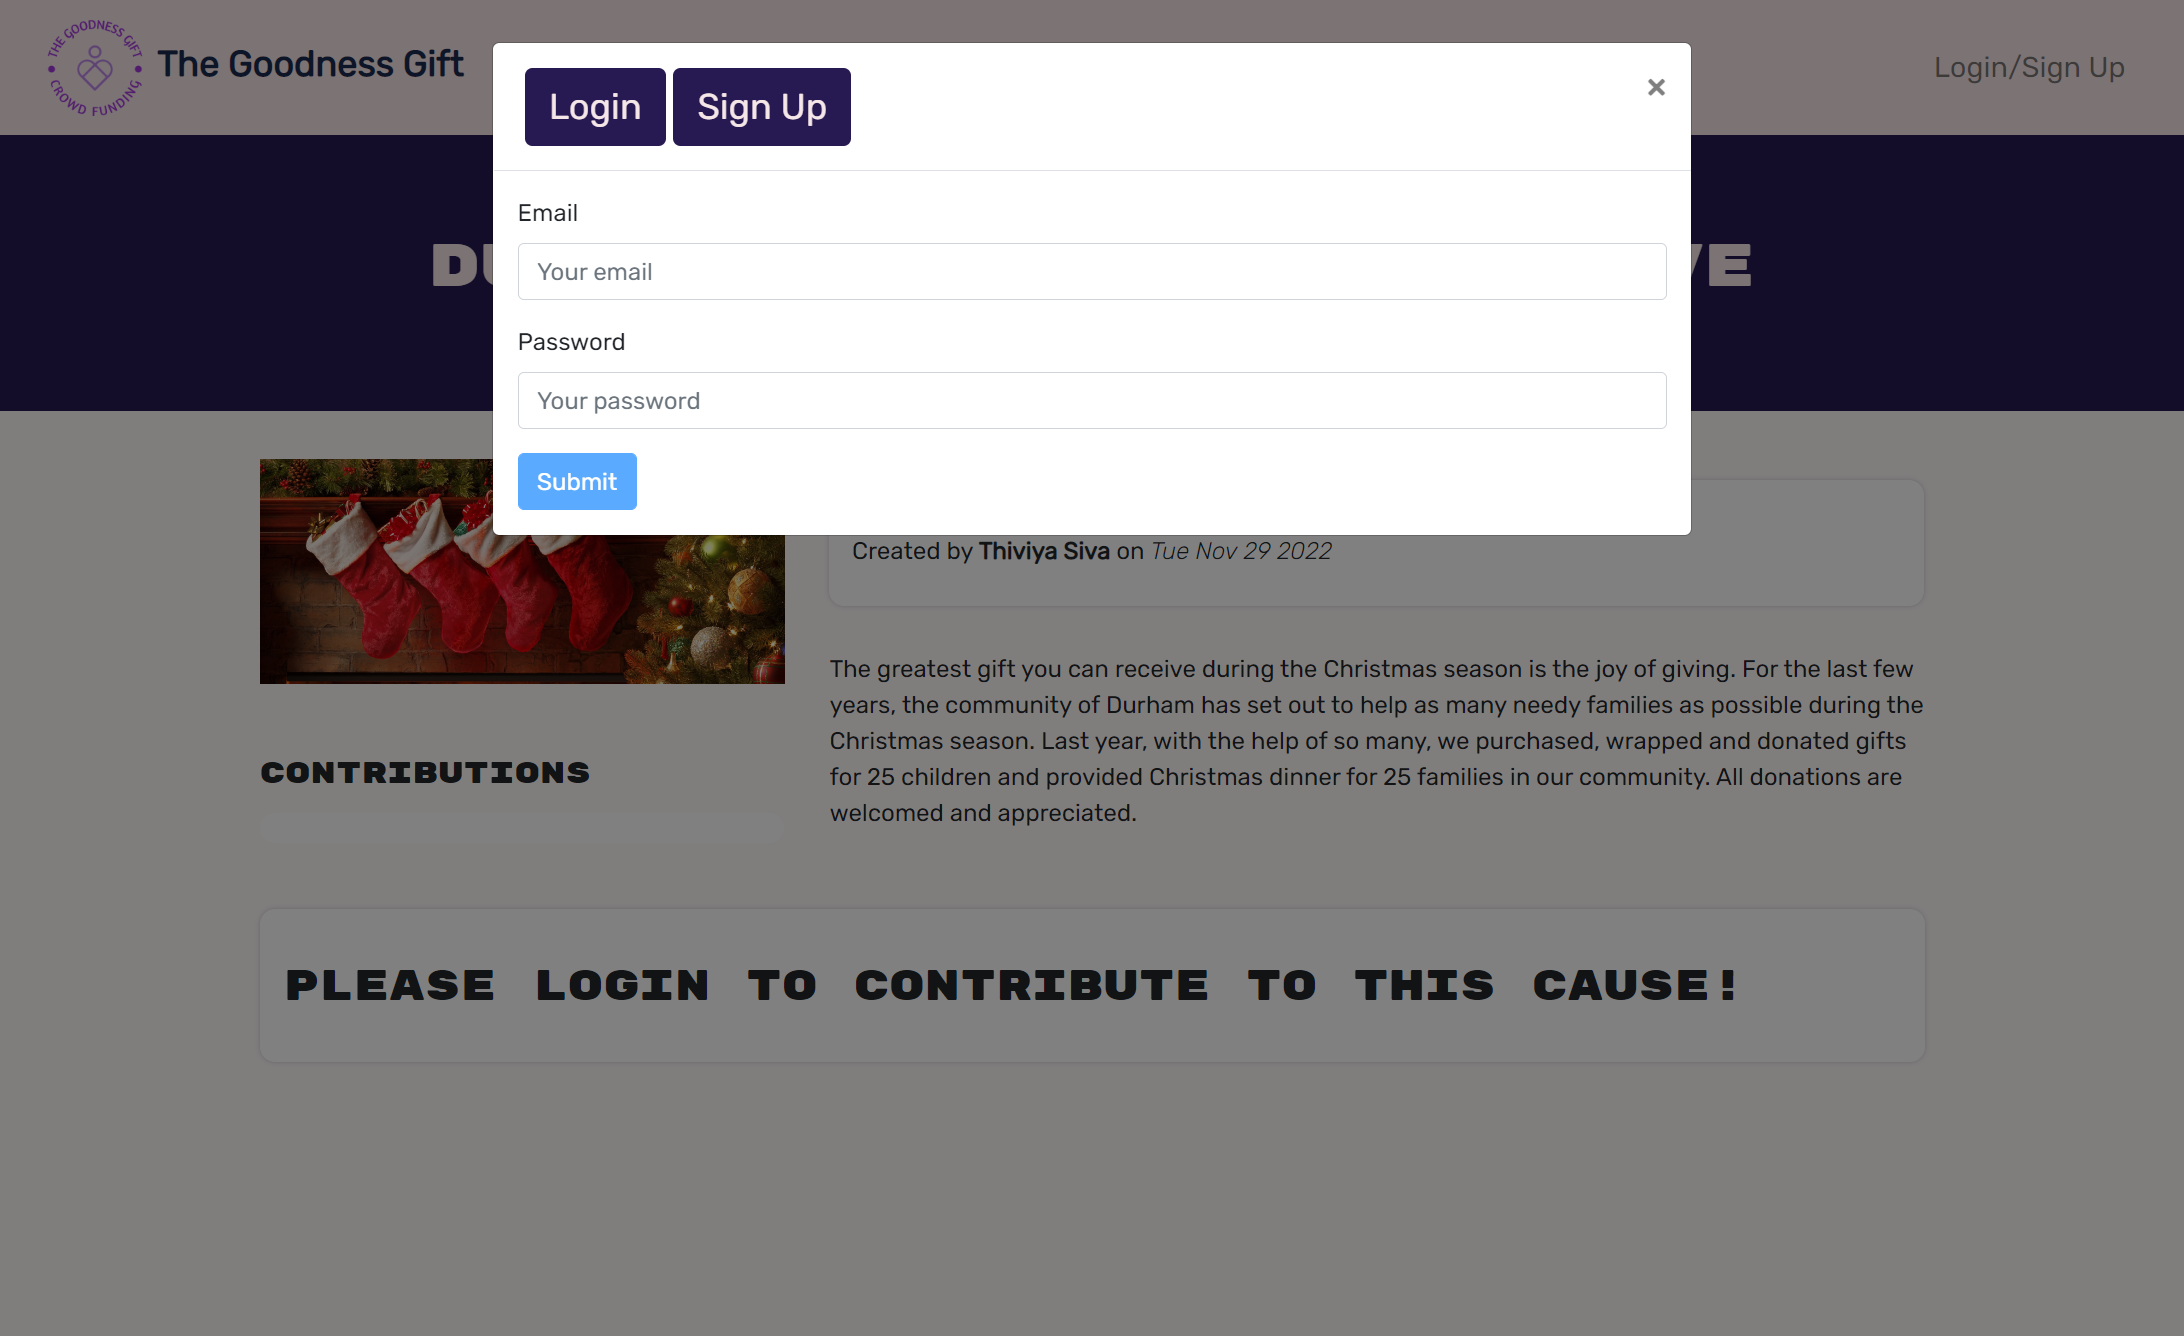 THE GOODNESS GIFT
CROWD FUNDING
The Goodness Gift
Login/Sign Up
Login
Sign Up
×
Email
Your email
Password
Your password
Submit
Created by Thiviya Siva on Tue Nov 29 2022
The greatest gift you can receive during the Christmas season is the joy of giving. For the last few
years, the community of Durham has set out to help as many needy families as possible during the
Christmas season. Last year, with the help of so many, we purchased, wrapped and donated gifts
for 25 children and provided Christmas dinner for 25 families in our community. All donations are
welcomed and appreciated.
CONTRIBUTIONS
PLEASE LOGIN TO CONTRIBUTE TO THIS CAUSE!